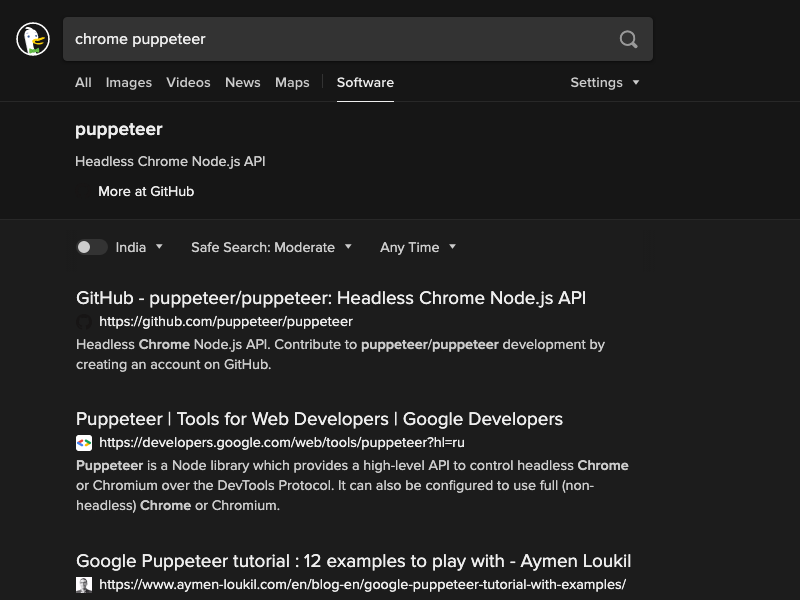 chrome puppeteer
All Images Videos News Maps Software Settings
puppeteer
Headless Chrome Node.js API
More at GitHub
India Safe Search: Moderate Any Time
GitHub - puppeteer/puppeteer: Headless Chrome Node.js API
https://github.com/puppeteer/puppeteer
Headless Chrome Node.js API. Contribute to puppeteer/puppeteer development by
creating an account on GitHub.
Puppeteer | Tools for Web Developers | Google Developers
https://developers.google.com/web/tools/puppeteer?hl=ru
Puppeteer is a Node library which provides a high-level API to control headless Chrome
or Chromium over the DevTools Protocol. It can also be configured to use full (non-
headless) Chrome or Chromium.
Google Puppeteer tutorial : 12 examples to play with - Aymen Loukil
https://www.aymen-loukil.com/en/blog-en/google-puppeteer-tutorial-with-examples/